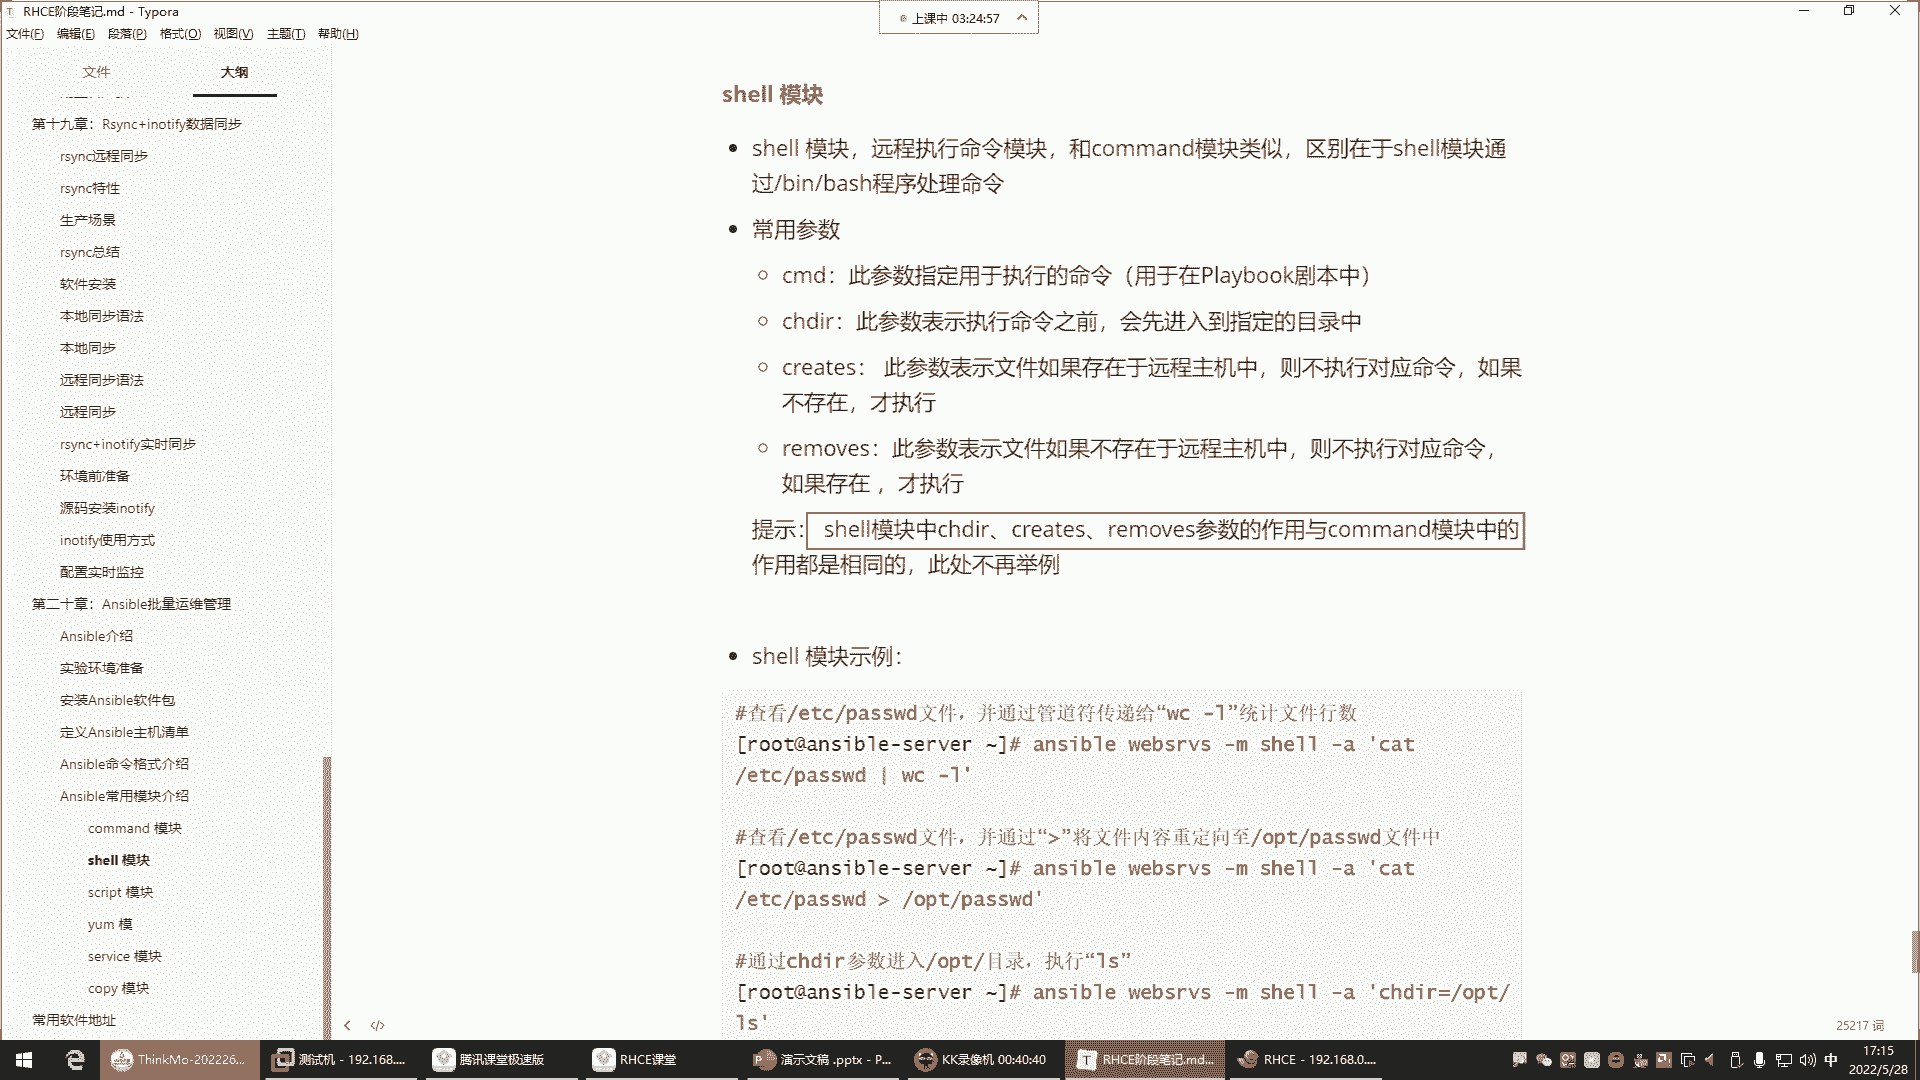 RHCE阶段笔记.md - Typora
上课中 03:24:57
文件(F) 编辑(E) 段落(P) 格式(O) 视图(V) 主题(T) 帮助(H)
文件 大纲
第十九章：Rsync+inotify数据同步
rsync远程同步
rsync特性
生产场景
rsync总结
软件安装
本地同步语法
本地同步
远程同步语法
远程同步
rsync+inotify实时同步
环境前准备
源码安装inotify
inotify使用方式
配置实时监控
第二十章：Ansible批量运维管理
Ansible介绍
实验环境准备
安装Ansible软件包
定义Ansible主机清单
Ansible命令格式介绍
Ansible常用模块介绍
command 模块
shell 模块
script 模块
yum 模
service 模块
copy 模块
常用软件地址
shell 模块
shell 模块，远程执行命令模块，和command模块类似，区别在于shell模块通
过/bin/bash程序处理命令
常用参数
cmd：此参数指定用于执行的命令（用于在Playbook剧本中）
chdir：此参数表示执行命令之前，会先进入到指定的目录中
creates： 此参数表示文件如果存在于远程主机中，则不执行对应命令，如果
不存在，才执行
removes：此参数表示文件如果不存在于远程主机中，则不执行对应命令，
如果存在 ，才执行
提示： shell模块中chdir、creates、removes参数的作用与command模块中的
作用都是相同的，此处不再举例
shell 模块示例：
#查看/etc/passwd文件，并通过管道符传递给“wc -l”统计文件行数
[root@ansible-server ~]# ansible websrvs -m shell -a 'cat
/etc/passwd | wc -l'
#查看/etc/passwd文件，并通过“>”将文件内容重定向至/opt/passwd文件中
[root@ansible-server ~]# ansible websrvs -m shell -a 'cat
/etc/passwd > /opt/passwd'
#通过chdir参数进入/opt/目录，执行“ls”
[root@ansible-server ~]# ansible websrvs -m shell -a 'chdir=/opt/
ls'
25217 词
ThinkMo-202226... 测试机 - 192.168.... 腾讯课堂极速版 RHCE课堂 演示文稿 .pptx - P... KK录像机 00:40:40 RHCE阶段笔记.md... RHCE - 192.168.0.... 中 17:15
2022/5/28